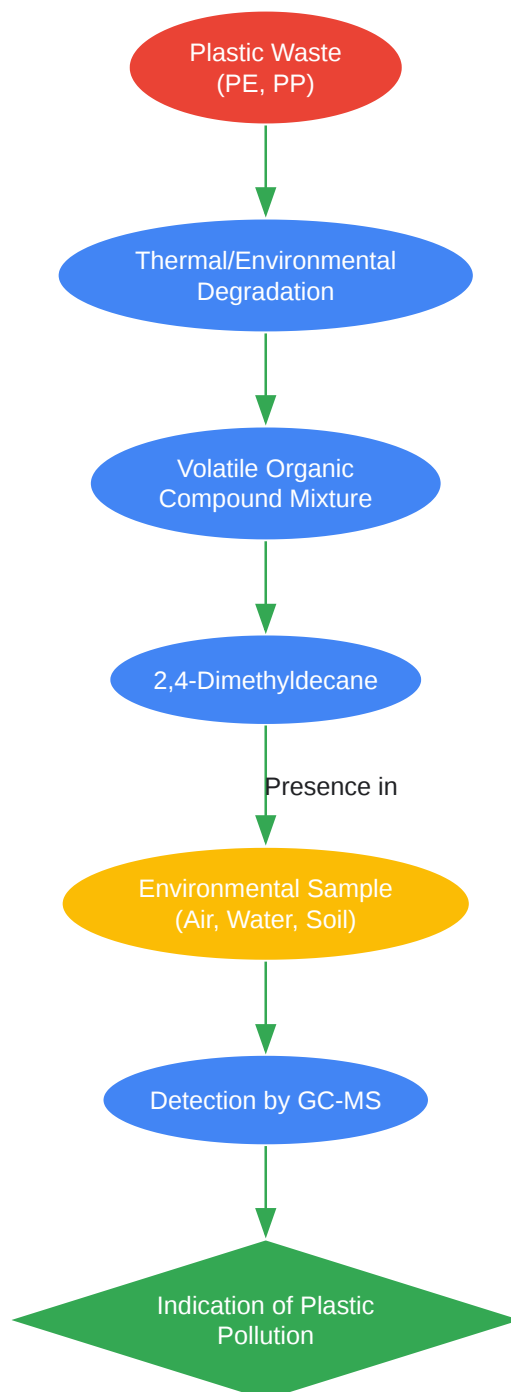 Plastic Waste
(PE, PP)
Thermal/Environmental
Degradation
Volatile Organic
Compound Mixture
2,4-Dimethyldecane
Presence in
Environmental Sample
(Air, Water, Soil)
Detection by GC-MS
Indication of Plastic
Pollution